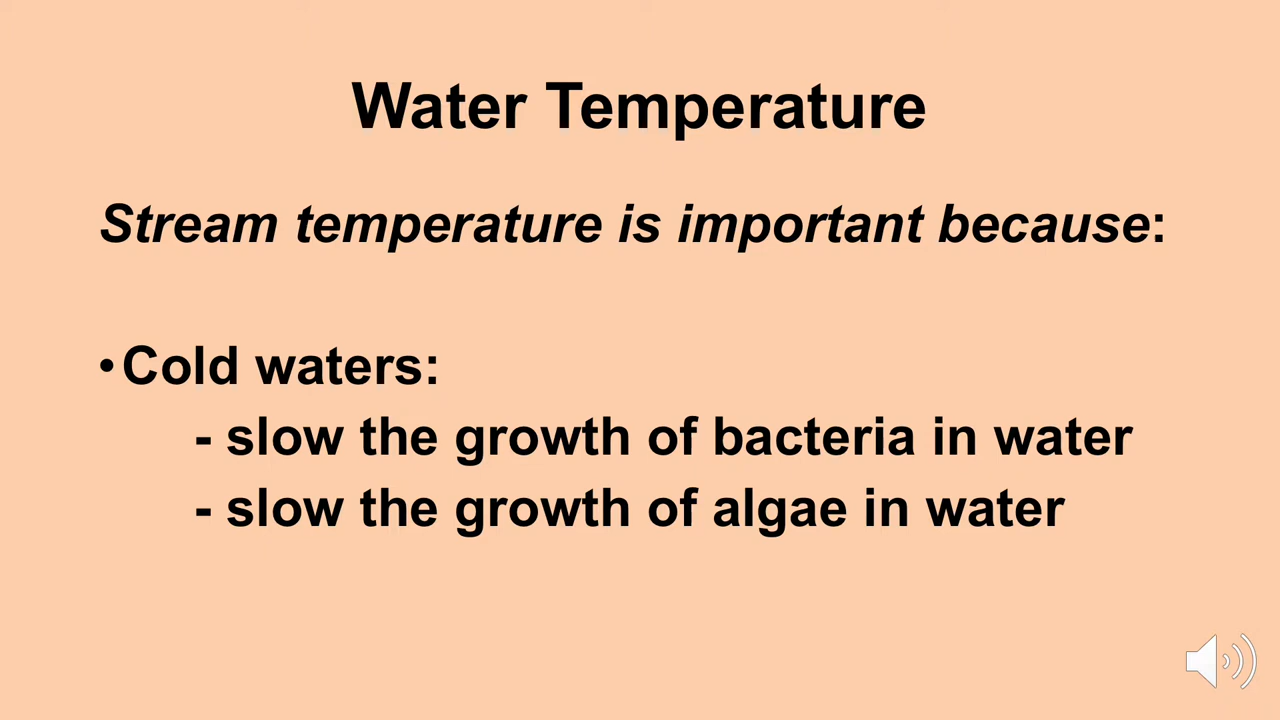 Water Temperature
Stream temperature is important because:
•Cold waters:
- slow the growth of bacteria in water
- slow the growth of algae in water